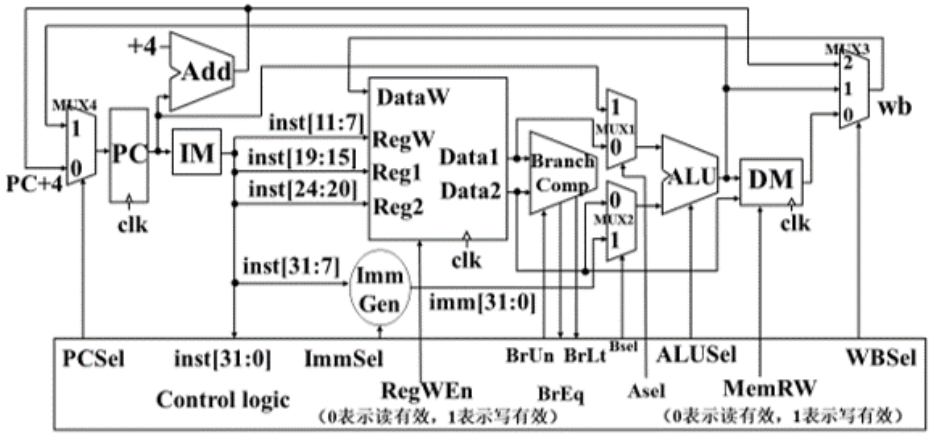 +4
Add
MUX3
2
1
0
wb
MUX4
1
0
PC+4
PC
clk
IM
inst[11:7]
inst[19:15]
inst[24:20]
DataW
RegW
Reg1
Reg2
Data1
Data2
clk
Branch
Comp
1
MUX1
0
0
MUX2
1
ALU
DM
clk
inst[31:7]
Imm
Gen
imm[31:0]
PCSel
inst[31:0]
ImmSel
BrUn
BrLt
Bsel
ALUSel
WBSel
Control logic
RegWEn
BrEq
Asel
MemRW
（0表示读有效，1表示写有效）
（0表示读有效，1表示写有效）